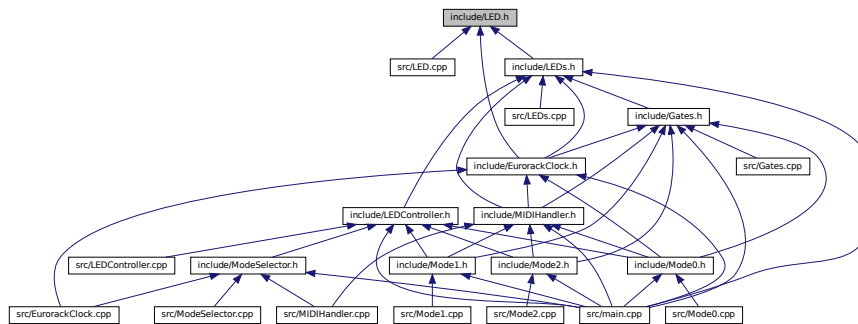 include/LED.h
src/LED.cpp
include/LEDs.h
src/LEDs.cpp
include/Gates.h
include/EurorackClock.h
src/Gates.cpp
include/LEDController.h
include/MIDIHandler.h
src/LEDController.cpp
include/ModeSelector.h
include/Mode1.h
include/Mode2.h
include/Mode0.h
src/EurorackClock.cpp
src/ModeSelector.cpp
src/MIDIHandler.cpp
src/Mode1.cpp
src/Mode2.cpp
src/main.cpp
src/Mode0.cpp